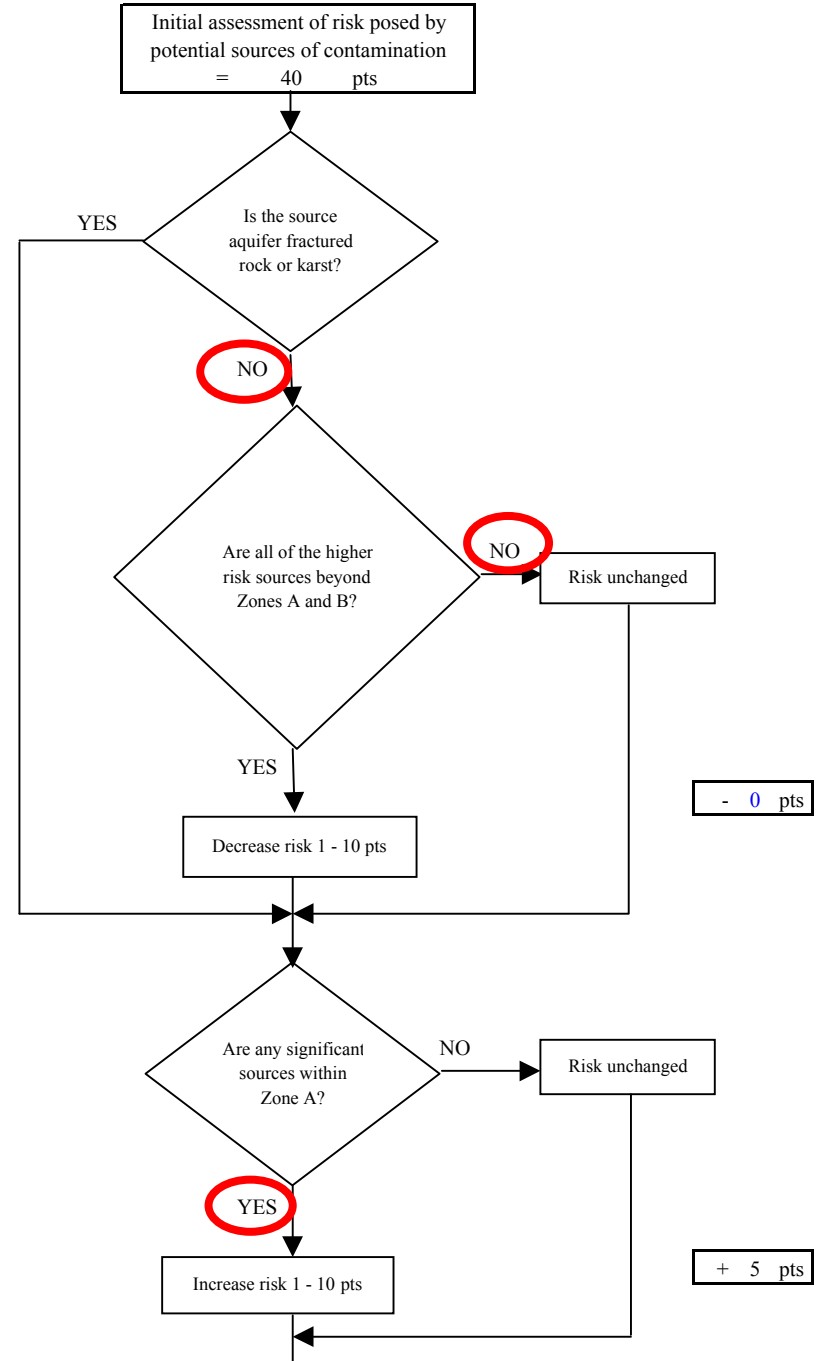 Initial assessment of risk posed by
potential sources of contamination
= 40 pts
YES
Is the source
aquifer fractured
rock or karst?
NO
Are all of the higher
risk sources beyond
Zones A and B?
NO
Risk unchanged
YES
- 0 pts
Decrease risk 1 - 10 pts
Are any significant
sources within
Zone A?
NO
Risk unchanged
YES
Increase risk 1 - 10 pts
+ 5 pts